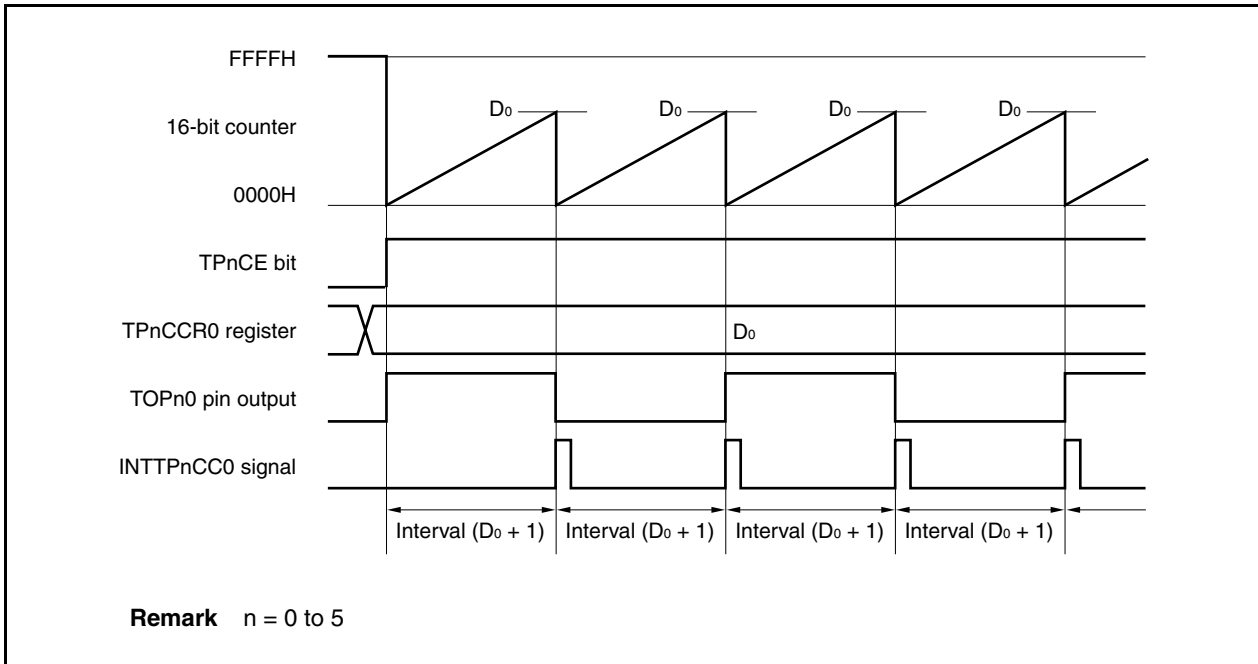 FFFFH
D0 D0 D0 D0
16-bit counter
0000H
TPnCE bit
TPnCCR0 register
D0
TOPn0 pin output
INTTPnCC0 signal
Interval (D0 + 1) Interval (D0 + 1) Interval (D0 + 1) Interval (D0 + 1)
Remark n = 0 to 5